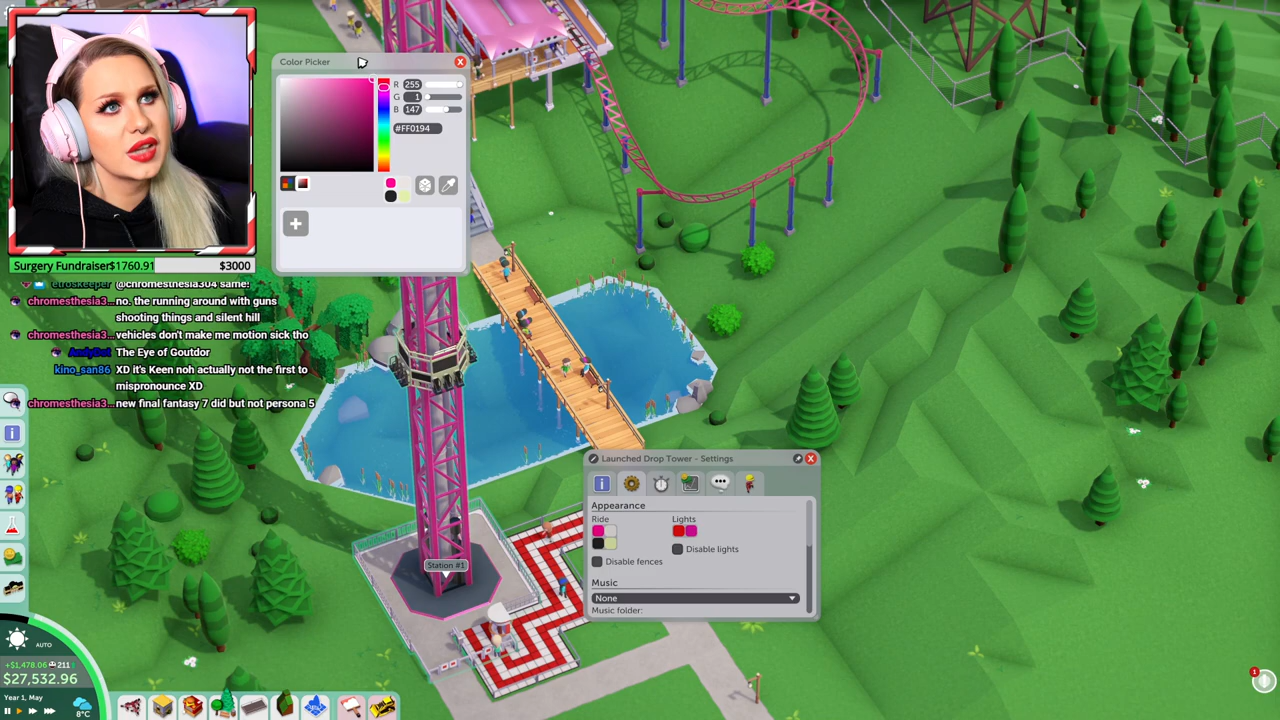 Color Picker
R 255
G 1
B 147
#FF0194
Surgery Fundraiser$1760.91 $3000
etroskeeper @chromesthesia304 same!
chromesthesia3... no. the running around with guns
shooting things and silent hill
chromesthesia3... vehicles don't make me motion sick tho
AndyBot The Eye of Goutdor
kino_san86 XD it's Keen noh actually not the first to
mispronounce XD
chromesthesia3... new final fantasy 7 did but not persona 5
Launched Drop Tower - Settings
Appearance
Ride Lights
Disable lights
Disable fences
Music
None
Music folder:
Station #1
AUTO
+$1,478.06 211
$27,532.96
Year 1, May
8°C
1